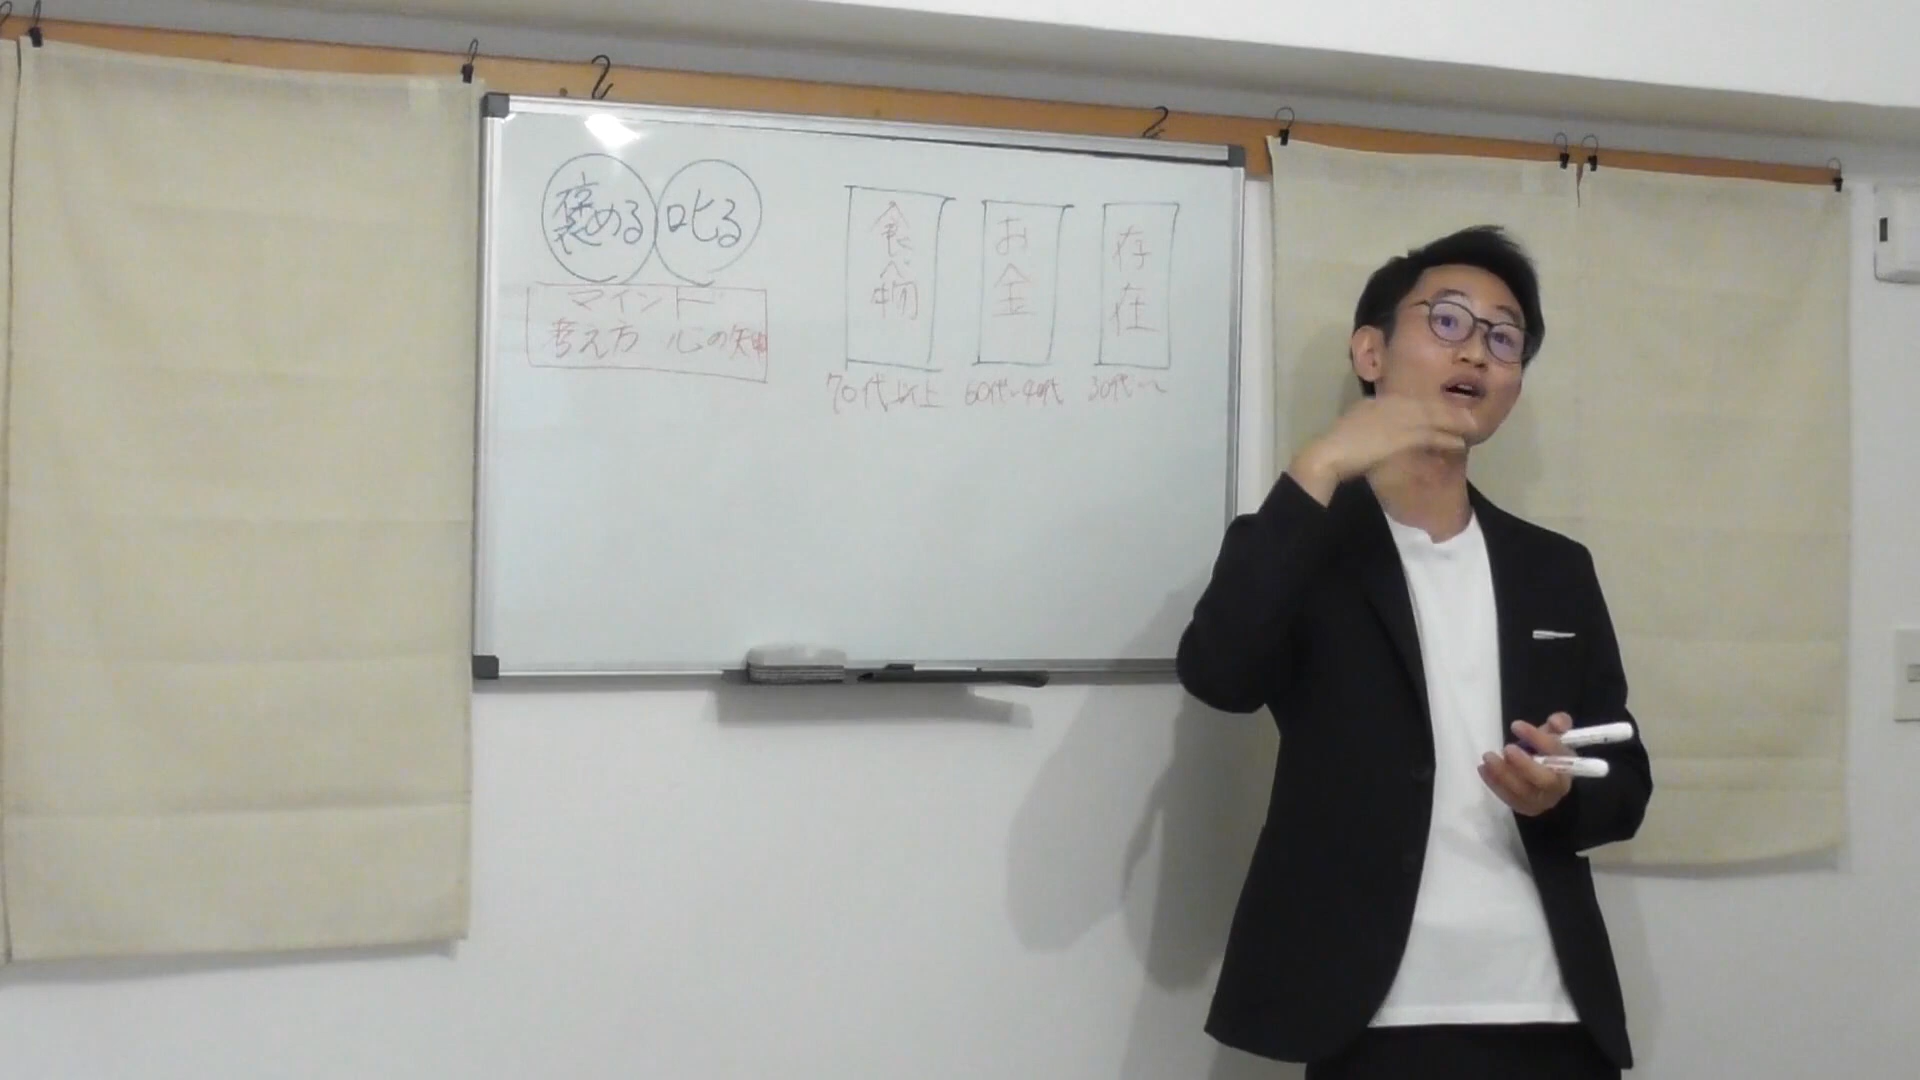 褒める
叱る
マインド
考え方 心の矢印
食べ物
お金
存在
70代以上
60代〜40代
30代〜